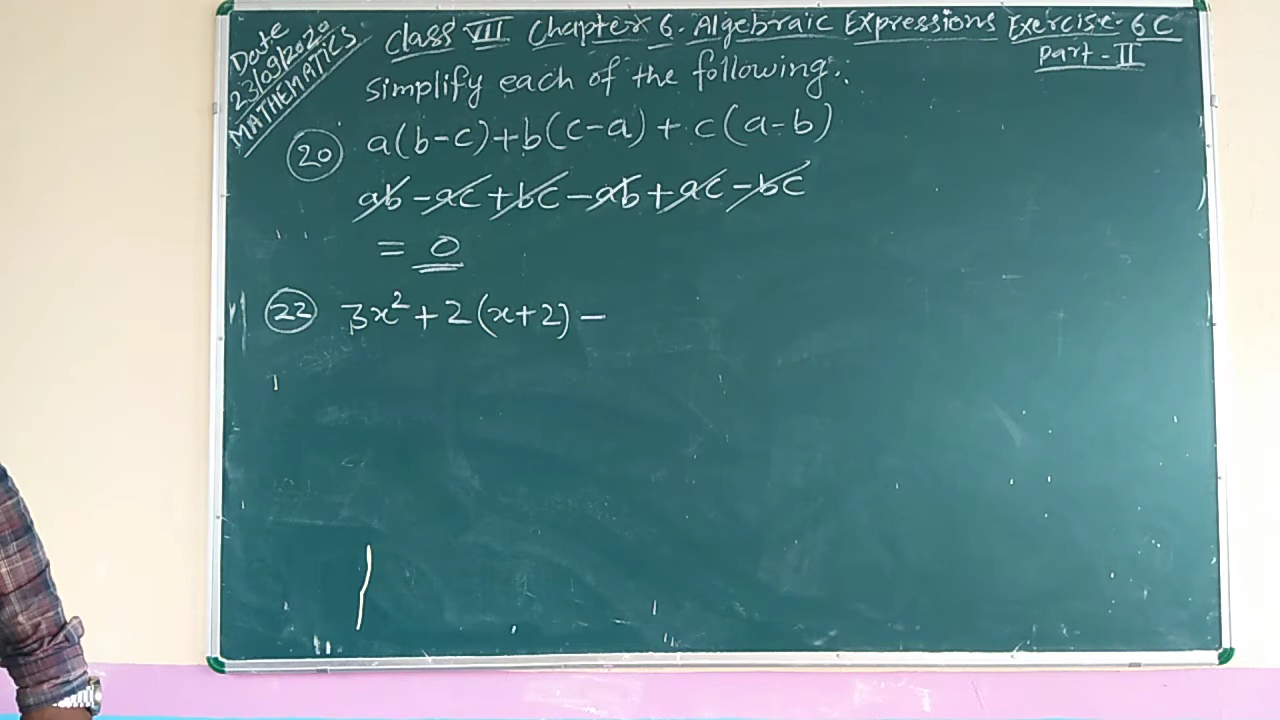 Date
23/09/2020
MATHEMATICS
Class VII Chapter 6. Algebraic Expressions Exercise-6C
Part-II
Simplify each of the following.:
20 a(b-c)+b(c-a)+c(a-b)
ab-ac+bc-ab+ac-bc
= 0
22 3x²+2(x+2)-